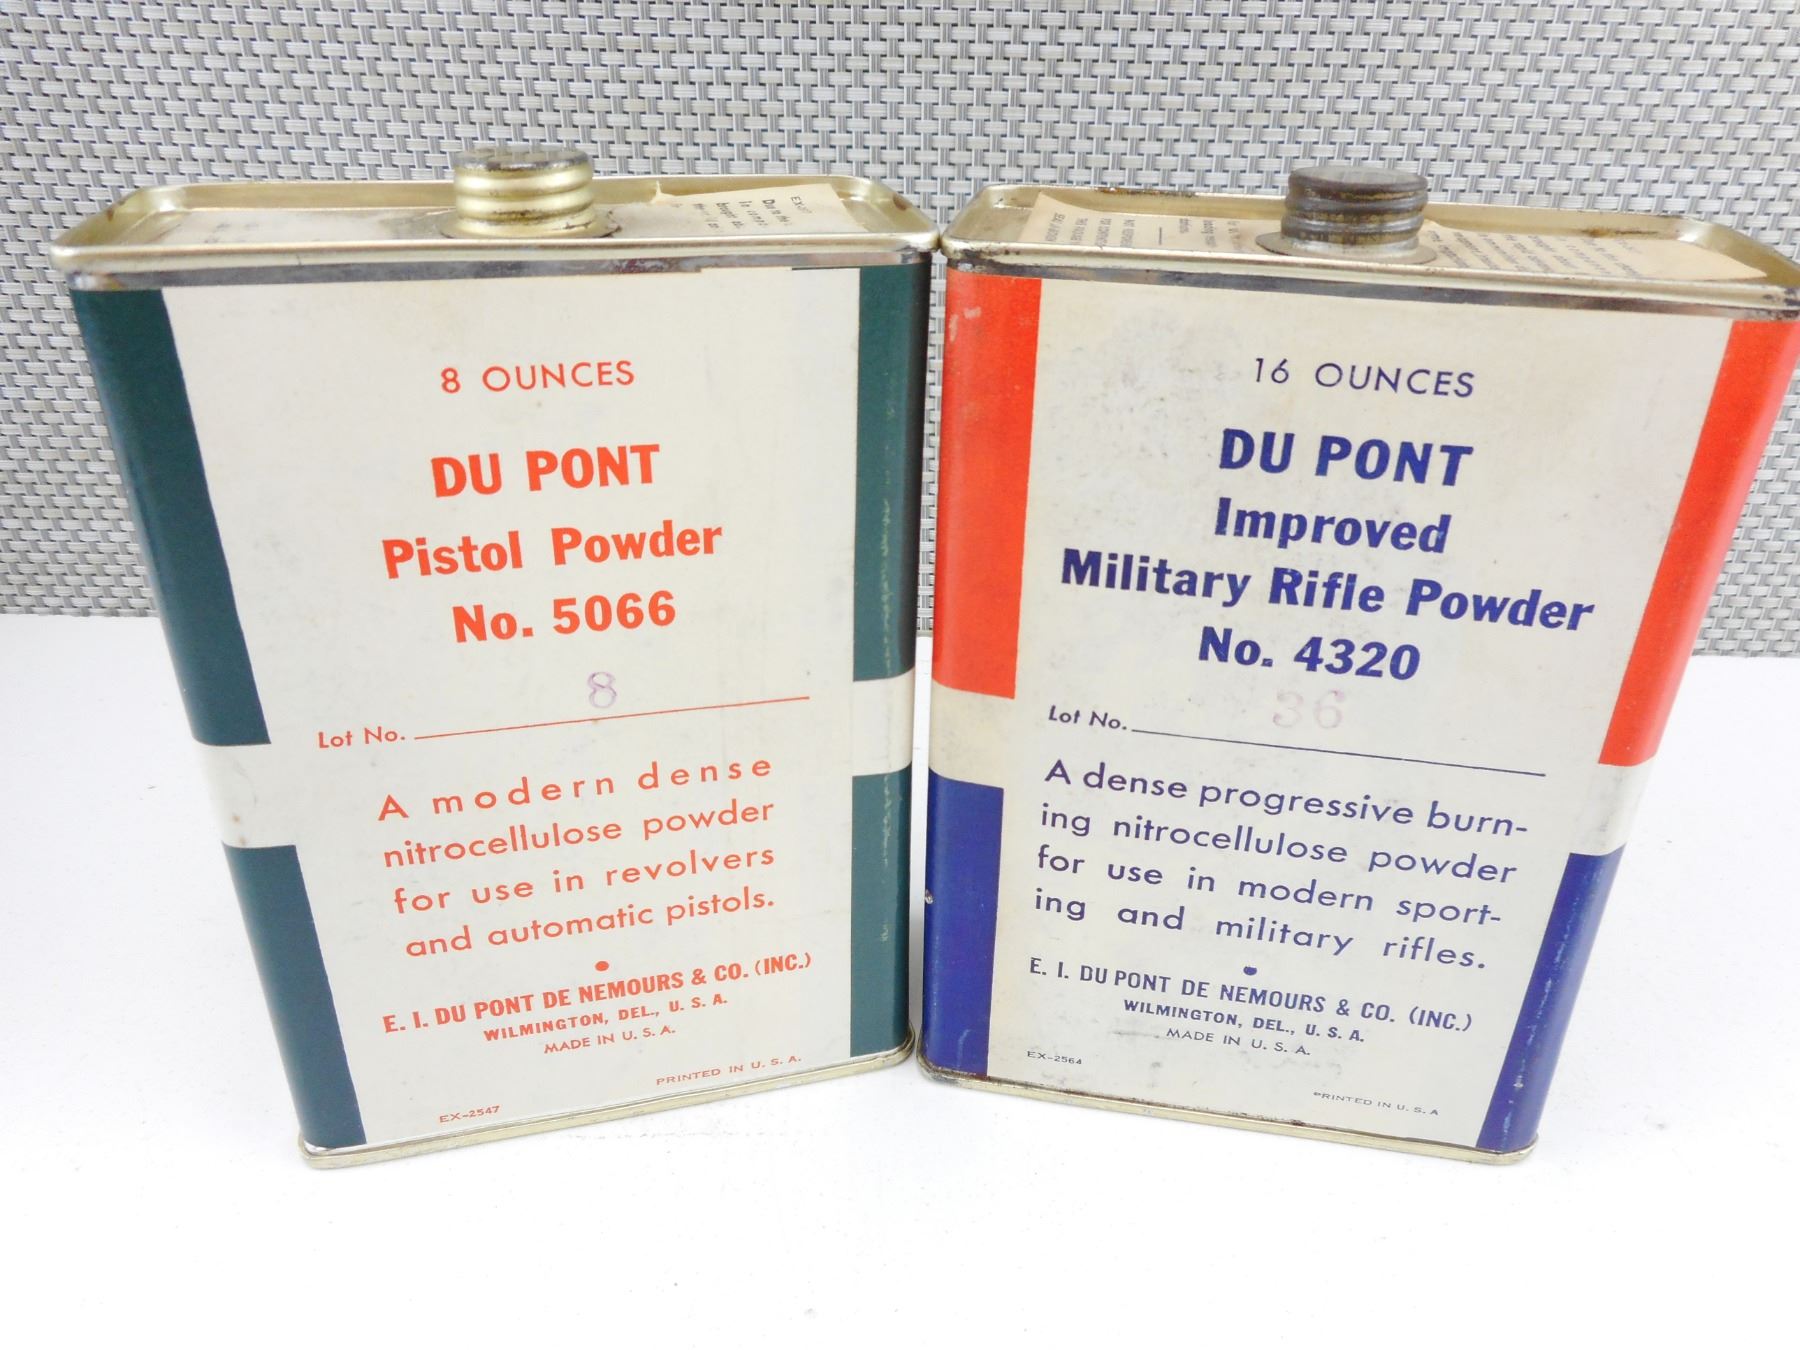 EX-
Due to the
8 OUNCES
DU PONT
Pistol Powder
No. 5066
8
Lot No.
A modern dense
nitrocellulose powder
for use in revolvers
and automatic pistols.
E. I. DU PONT DE NEMOURS & CO. (INC.)
WILMINGTON, DEL., U. S. A.
MADE IN U. S. A.
PRINTED IN U. S. A.
EX-2547
16 OUNCES
DU PONT
Improved
Military Rifle Powder
No. 4320
36
Lot No.
A dense progressive burn-
ing nitrocellulose powder
for use in modern sport-
ing and military rifles.
E. I. DU PONT DE NEMOURS & CO. (INC.)
WILMINGTON, DEL., U. S. A.
MADE IN U. S. A.
EX-2564
PRINTED IN U. S. A